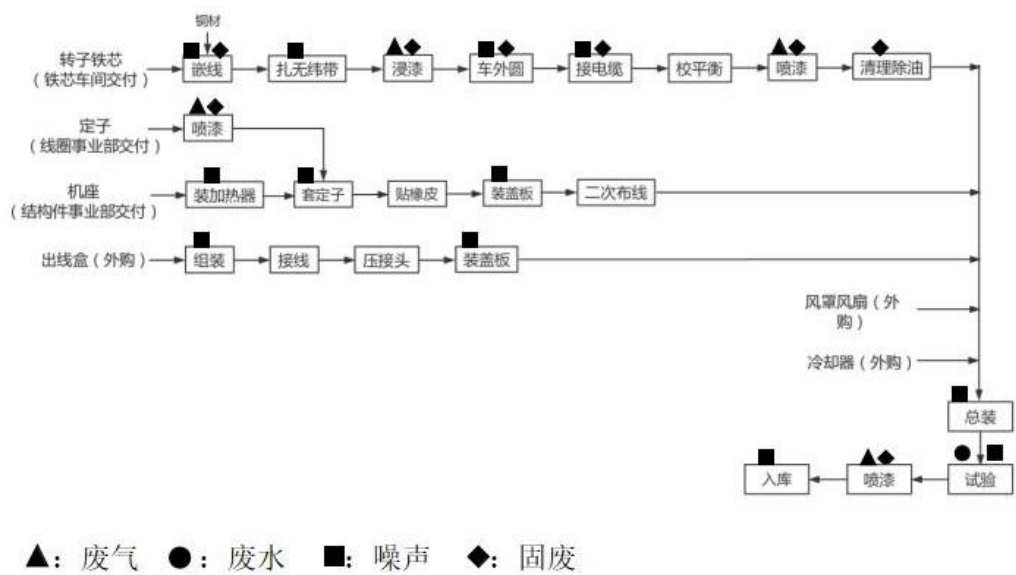 铜材
转子铁芯
（铁芯车间交付）
嵌线
扎无纬带
浸漆
车外圆
接电缆
校平衡
喷漆
清理除油
定子
（线圈事业部交付）
喷漆
机座
（结构件事业部交付）
装加热器
套定子
贴橡皮
装盖板
二次布线
出线盒（外购）
组装
接线
压接头
装盖板
风罩风扇（外
购）
冷却器（外购）
总装
入库
喷漆
试验
▲：废气 ●：废水 ■：噪声 ◆：固废